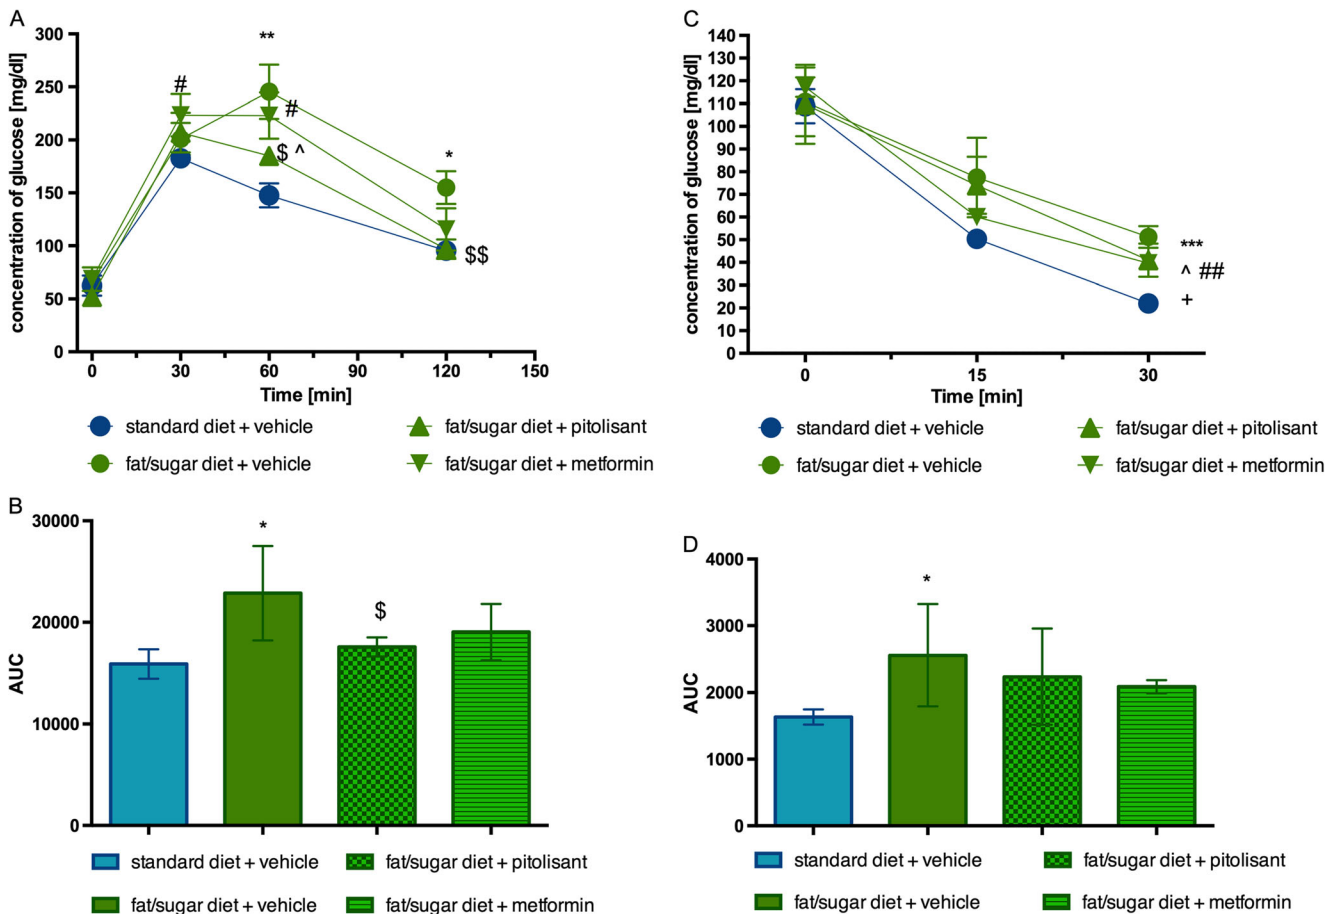 A
concentration of glucose [mg/dl]
300
250
200
150
100
50
0
#
**
#
$ ^
*
$$
0
30
60
90
120
150
Time [min]
standard diet + vehicle
fat/sugar diet + pitolisant
fat/sugar diet + vehicle
fat/sugar diet + metformin
C
concentration of glucose [mg/dl]
140
130
120
110
100
90
80
70
60
50
40
30
20
10
0
***
^ ##
+
0
15
30
Time [min]
standard diet + vehicle
fat/sugar diet + pitolisant
fat/sugar diet + vehicle
fat/sugar diet + metformin
B
AUC
30000
20000
10000
0
*
$
standard diet + vehicle
fat/sugar diet + pitolisant
fat/sugar diet + vehicle
fat/sugar diet + metformin
D
AUC
4000
3000
2000
1000
0
*
standard diet + vehicle
fat/sugar diet + pitolisant
fat/sugar diet + vehicle
fat/sugar diet + metformin